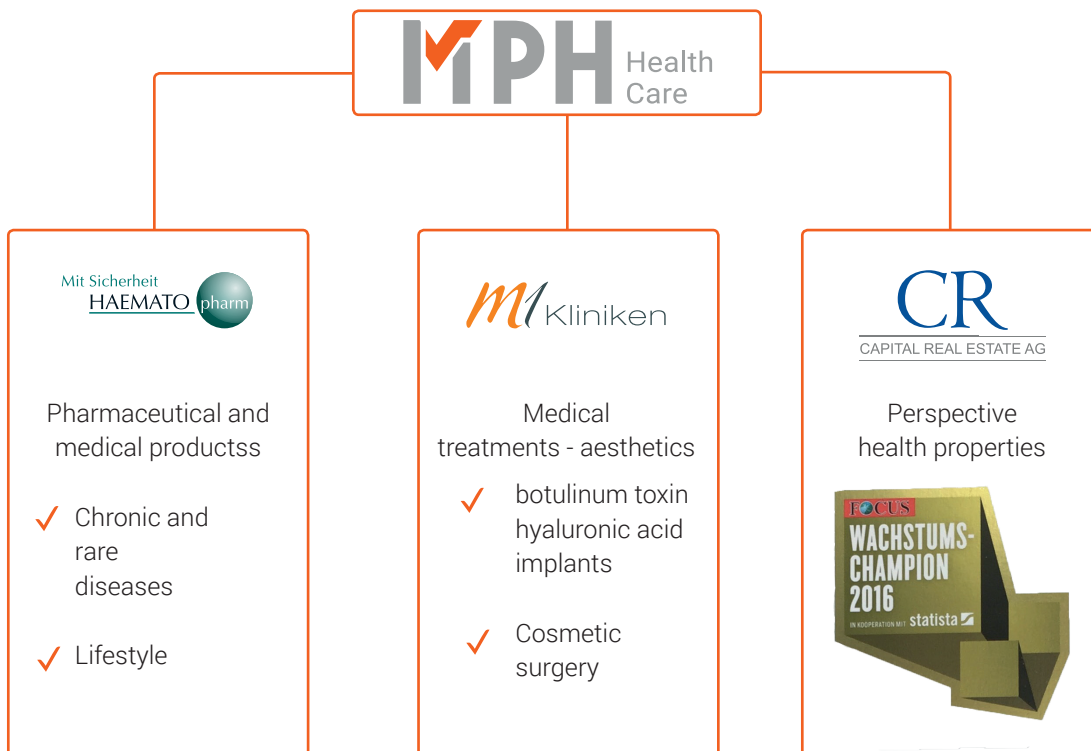 MPH Health
Care
Mit Sicherheit
HAEMATO pharm
Pharmaceutical and
medical productss
Chronic and
rare
diseases
Lifestyle
M1 Kliniken
Medical
treatments - aesthetics
botulinum toxin
hyaluronic acid
implants
Cosmetic
surgery
CR
CAPITAL REAL ESTATE AG
Perspective
health properties
FOCUS
WACHSTUMS-
CHAMPION
2016
IN KOOPERATION MIT statista